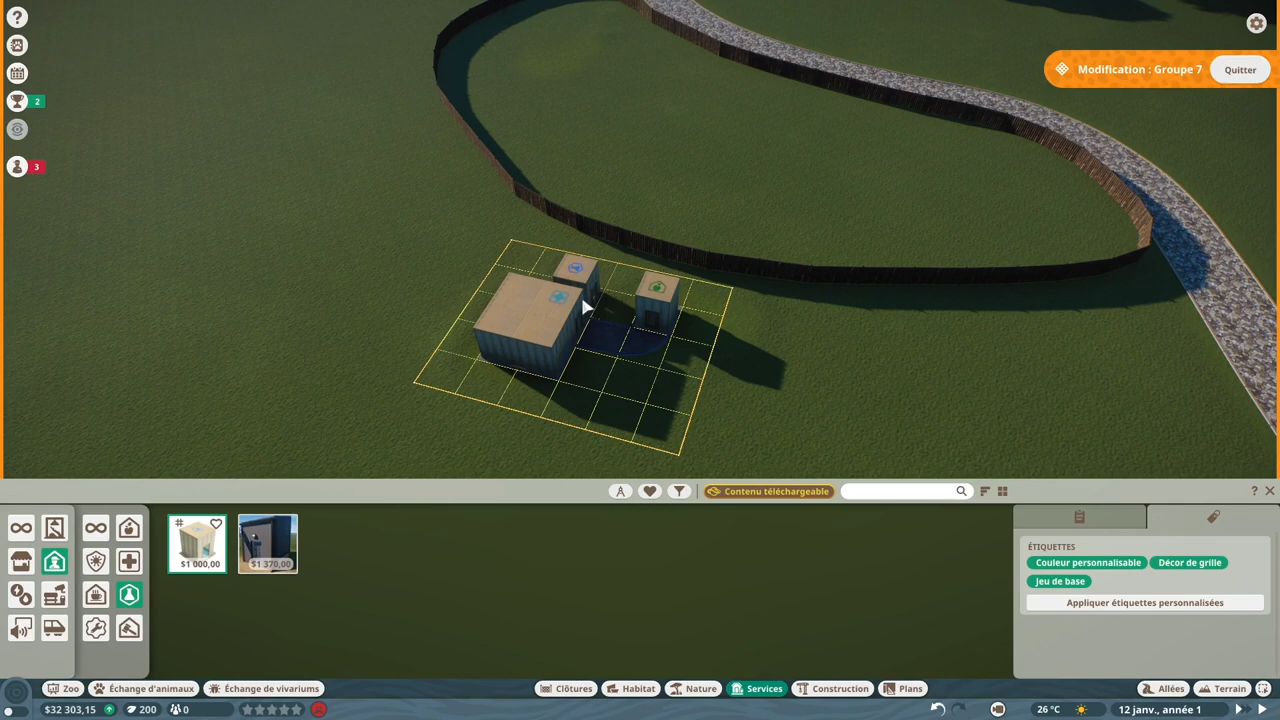 ?
Modification : Groupe 7
Quitter
2
3
Contenu téléchargeable
?
$1 000,00
$1 370,00
ÉTIQUETTES
Couleur personnalisable
Décor de grille
Jeu de base
Appliquer étiquettes personnalisées
Zoo
Échange d'animaux
Échange de vivariums
Clôtures
Habitat
Nature
Services
Construction
Plans
Allées
Terrain
$32 303,15
200
0
26 °C
12 janv., année 1